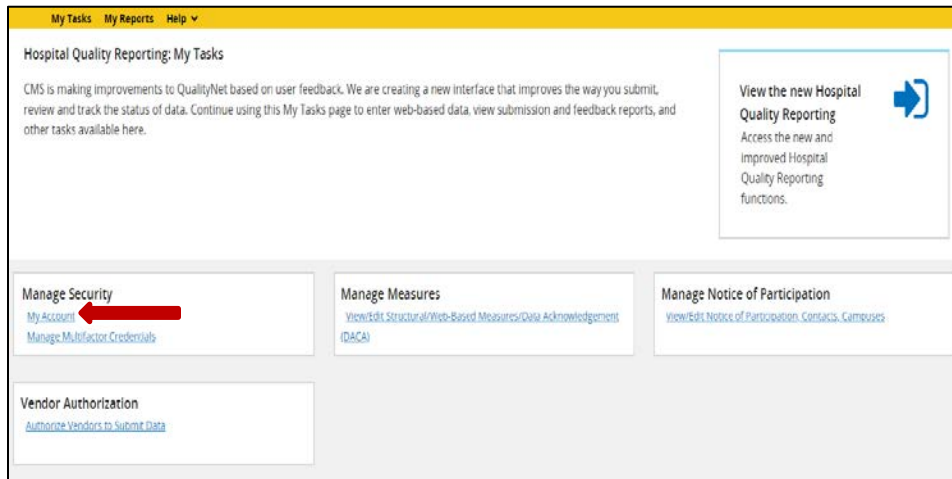 My Tasks My Reports Help
Hospital Quality Reporting: My Tasks
CMS is making improvements to QualityNet based on user feedback. We are creating a new interface that improves the way you submit,
review and track the status of data. Continue using this My Tasks page to enter web-based data, view submission and feedback reports, and
other tasks available here.
View the new Hospital
Quality Reporting
Access the new and
improved Hospital
Quality Reporting
functions.
Manage Security
My Account
Manage Multifactor Credentials
Manage Measures
View/Edit Structural/Web-Based Measures/Data Acknowledgement
(DACA)
Manage Notice of Participation
View/Edit Notice of Participation, Contacts, Campuses
Vendor Authorization
Authorize Vendors to Submit Data